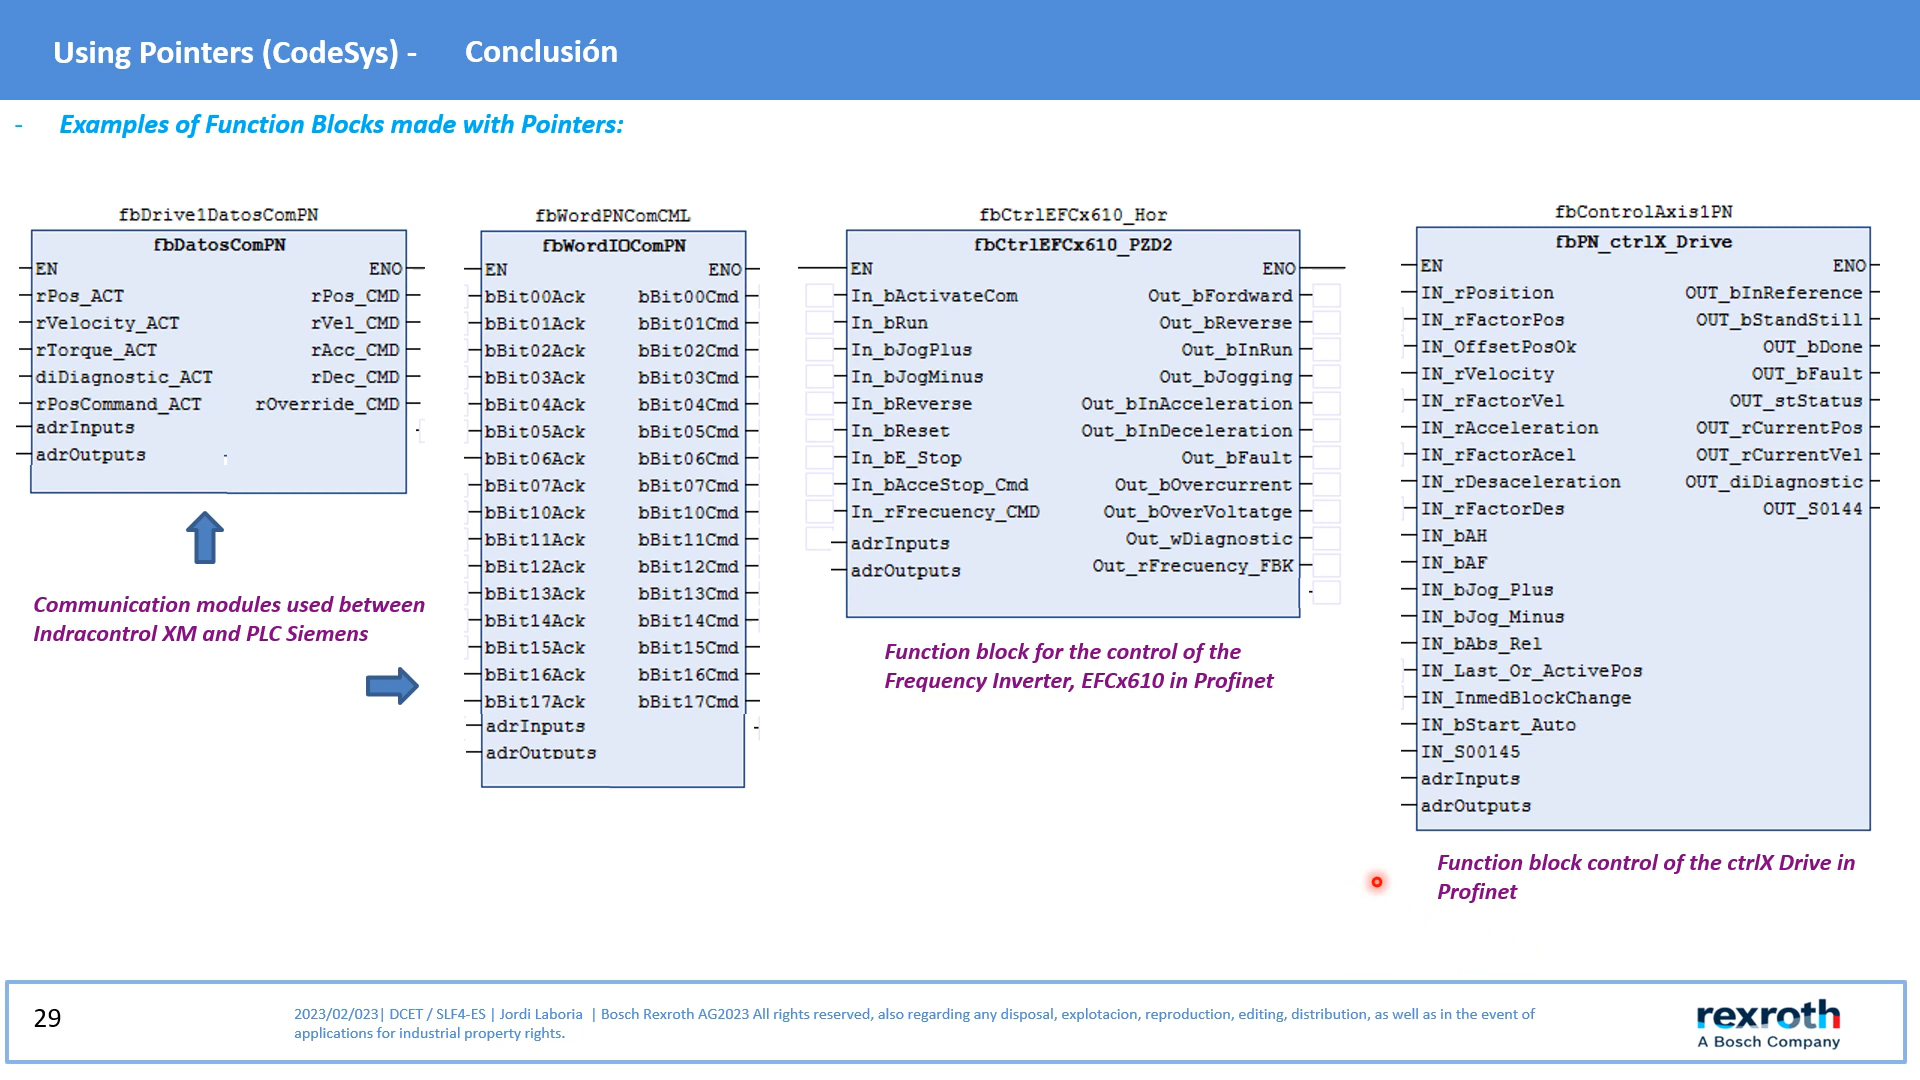 Using Pointers (CodeSys) - Conclusión
- Examples of Function Blocks made with Pointers:
fbDrive1DatosComPN
fbDatosComPN
EN ENO
rPos_ACT rPos_CMD
rVelocity_ACT rVel_CMD
rTorque_ACT rAcc_CMD
diDiagnostic_ACT rDec_CMD
rPosCommand_ACT rOverride_CMD
adrInputs
adrOutputs
Communication modules used between
Indracontrol XM and PLC Siemens
fbWordPNComCML
fbWordIOComPN
EN ENO
bBit00Ack bBit00Cmd
bBit01Ack bBit01Cmd
bBit02Ack bBit02Cmd
bBit03Ack bBit03Cmd
bBit04Ack bBit04Cmd
bBit05Ack bBit05Cmd
bBit06Ack bBit06Cmd
bBit07Ack bBit07Cmd
bBit10Ack bBit10Cmd
bBit11Ack bBit11Cmd
bBit12Ack bBit12Cmd
bBit13Ack bBit13Cmd
bBit14Ack bBit14Cmd
bBit15Ack bBit15Cmd
bBit16Ack bBit16Cmd
bBit17Ack bBit17Cmd
adrInputs
adrOutputs
fbCtrlEFCx610_Hor
fbCtrlEFCx610_PZD2
EN ENO
In_bActivateCom Out_bFordward
In_bRun Out_bReverse
In_bJogPlus Out_bInRun
In_bJogMinus Out_bJogging
In_bReverse Out_bInAcceleration
In_bReset Out_bInDeceleration
In_bE_Stop Out_bFault
In_bAcceStop_Cmd Out_bOvercurrent
In_rFrecuency_CMD Out_bOverVoltatge
adrInputs Out_wDiagnostic
adrOutputs Out_rFrecuency_FBK
Function block for the control of the
Frequency Inverter, EFCx610 in Profinet
fbControlAxis1PN
fbPN_ctrlX_Drive
EN ENO
IN_rPosition OUT_bInReference
IN_rFactorPos OUT_bStandStill
IN_OffsetPosOk OUT_bDone
IN_rVelocity OUT_bFault
IN_rFactorVel OUT_stStatus
IN_rAcceleration OUT_rCurrentPos
IN_rFactorAcel OUT_rCurrentVel
IN_rDesaceleration OUT_diDiagnostic
IN_rFactorDes OUT_S0144
IN_bAH
IN_bAF
IN_bJog_Plus
IN_bJog_Minus
IN_bAbs_Rel
IN_Last_Or_ActivePos
IN_InmedBlockChange
IN_bStart_Auto
IN_S00145
adrInputs
adrOutputs
Function block control of the ctrlX Drive in
Profinet
29
2023/02/023| DCET / SLF4-ES | Jordi Laboria | Bosch Rexroth AG2023 All rights reserved, also regarding any disposal, explotacion, reproduction, editing, distribution, as well as in the event of
applications for industrial property rights.
rexroth
A Bosch Company